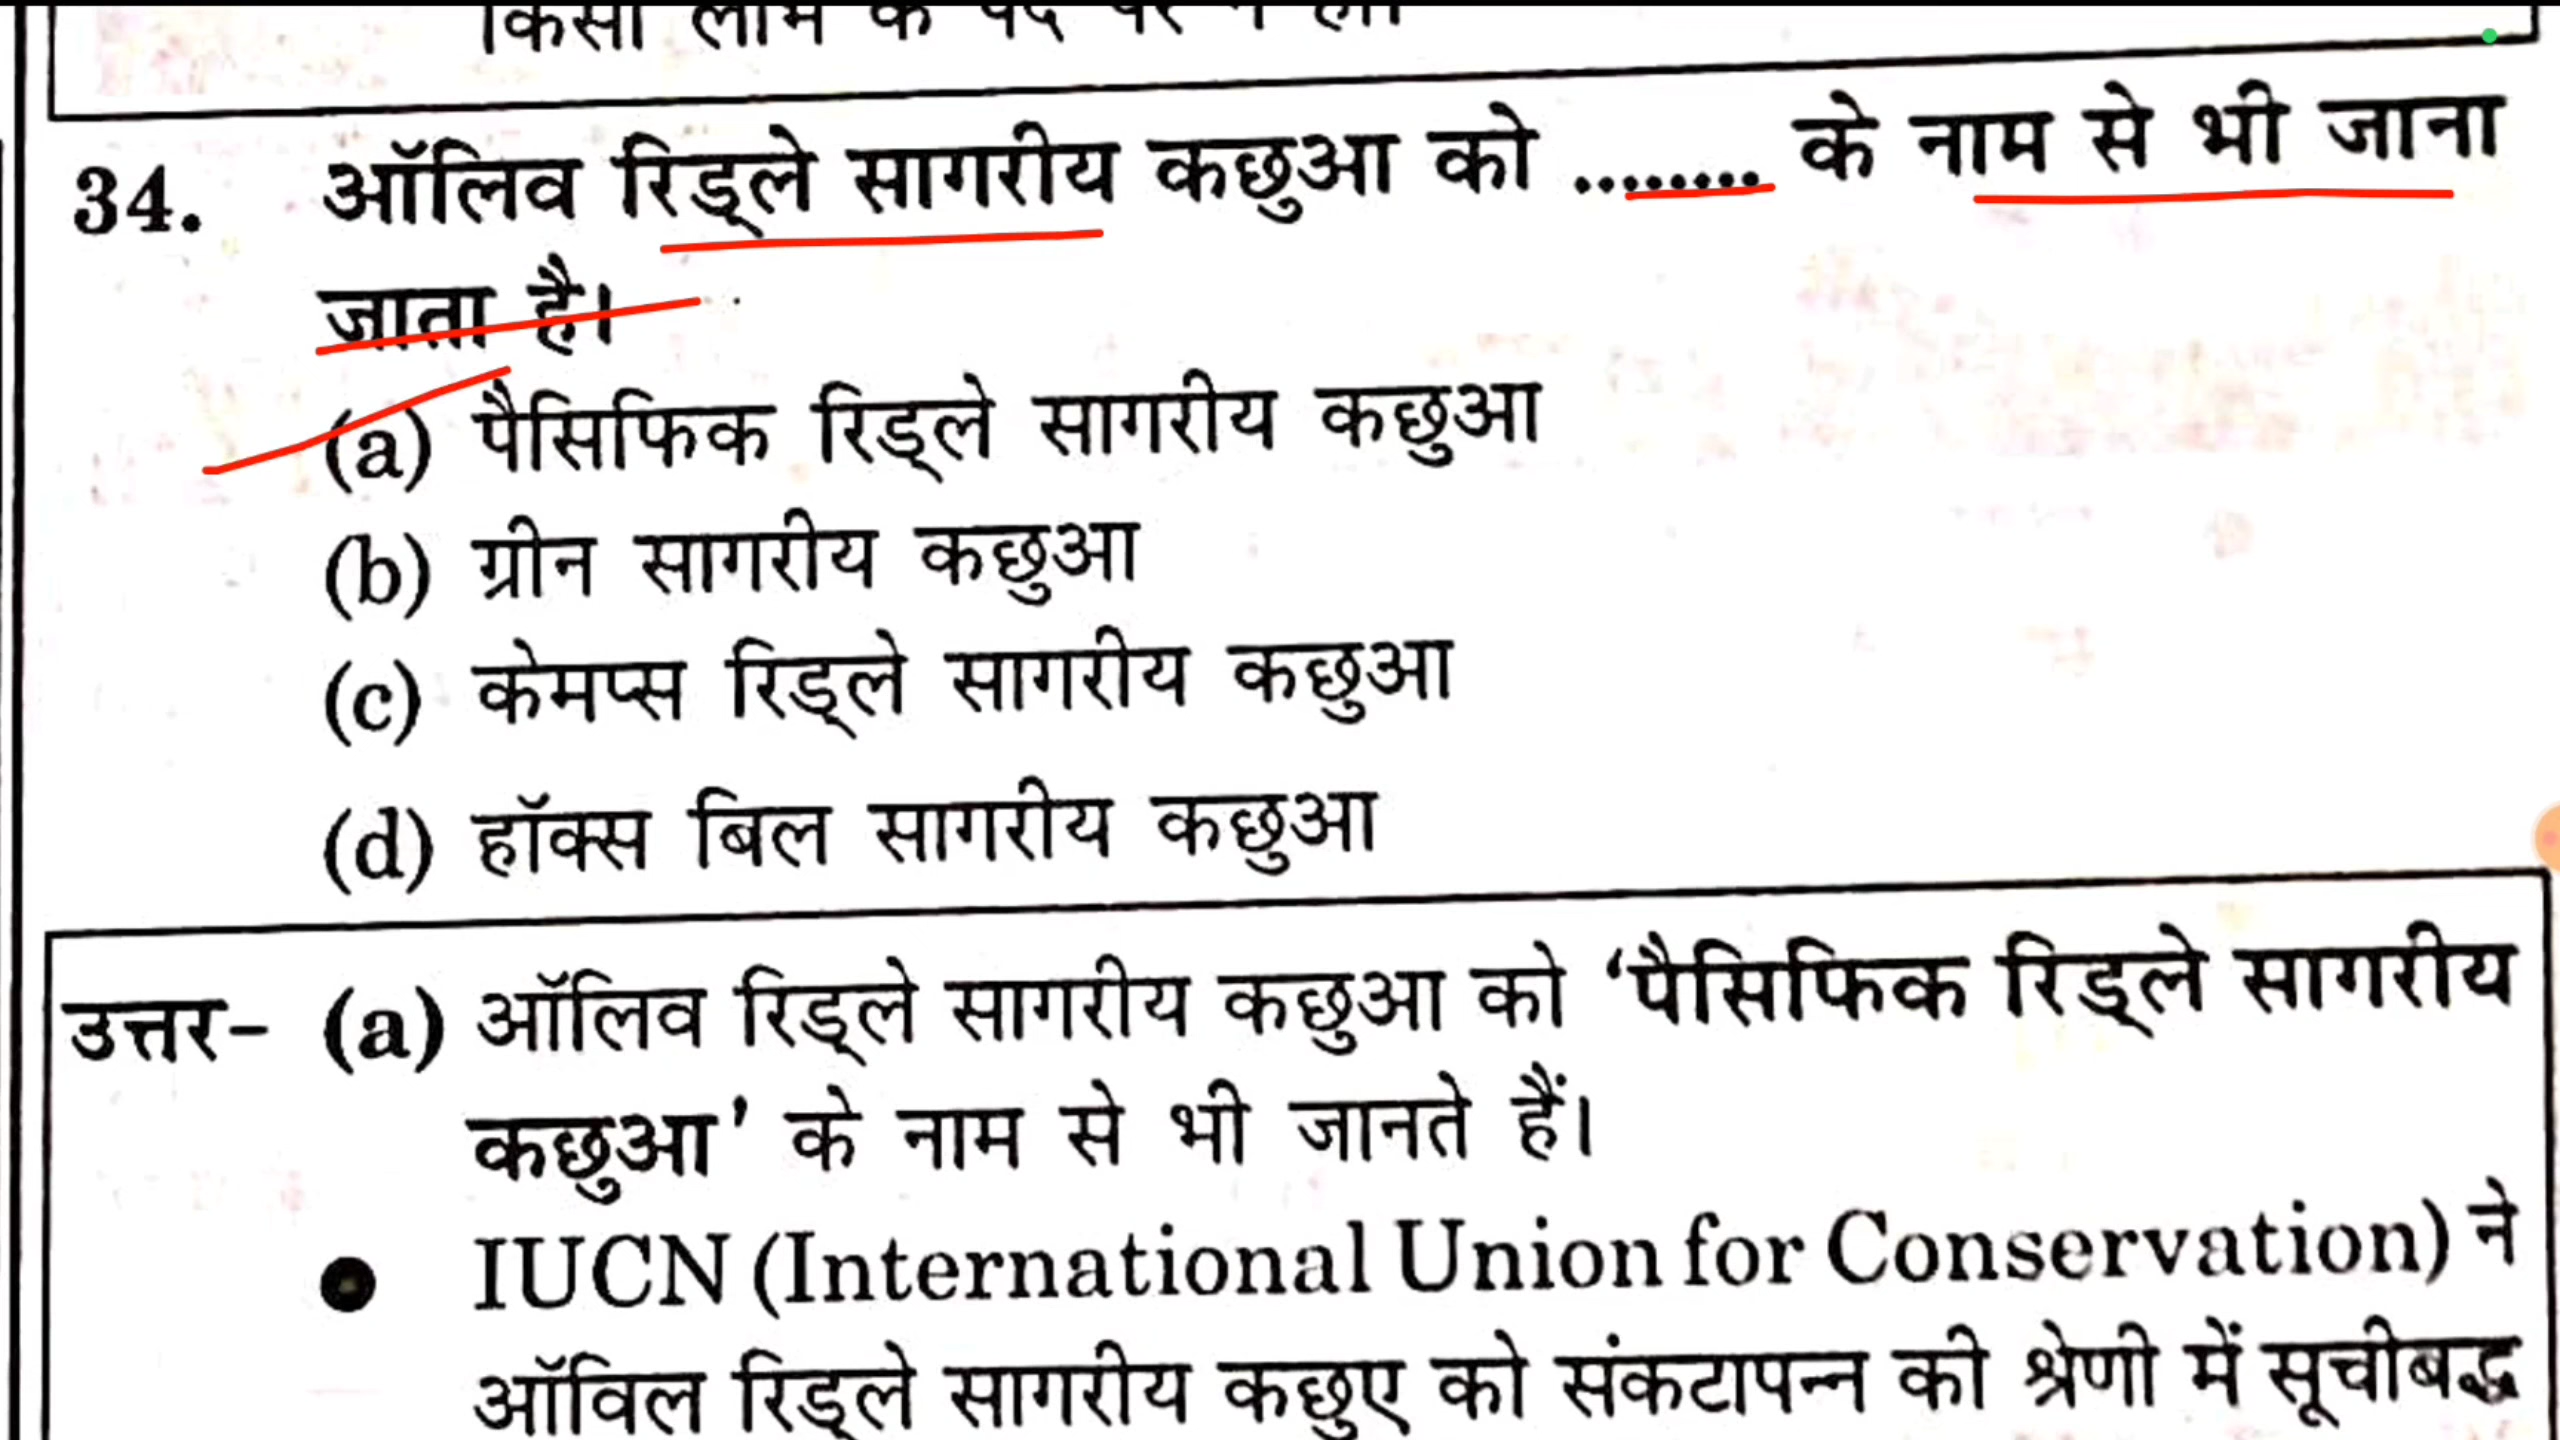 34. ऑलिव रिड्ले सागरीय कछुआ को ........ के नाम से भी जाना
जाता है।
(a) पैसिफिक रिड्ले सागरीय कछुआ
(b) ग्रीन सागरीय कछुआ
(c) केमप्स रिड्ले सागरीय कछुआ
(d) हॉक्स बिल सागरीय कछुआ
उत्तर- (a) ऑलिव रिड्ले सागरीय कछुआ को ‘पैसिफिक रिड्ले सागरीय
कछुआ’ के नाम से भी जानते हैं।
● IUCN (International Union for Conservation) ने
ऑविल रिड्ले सागरीय कछुए को संकटापन्न की श्रेणी में सूचीबद्ध